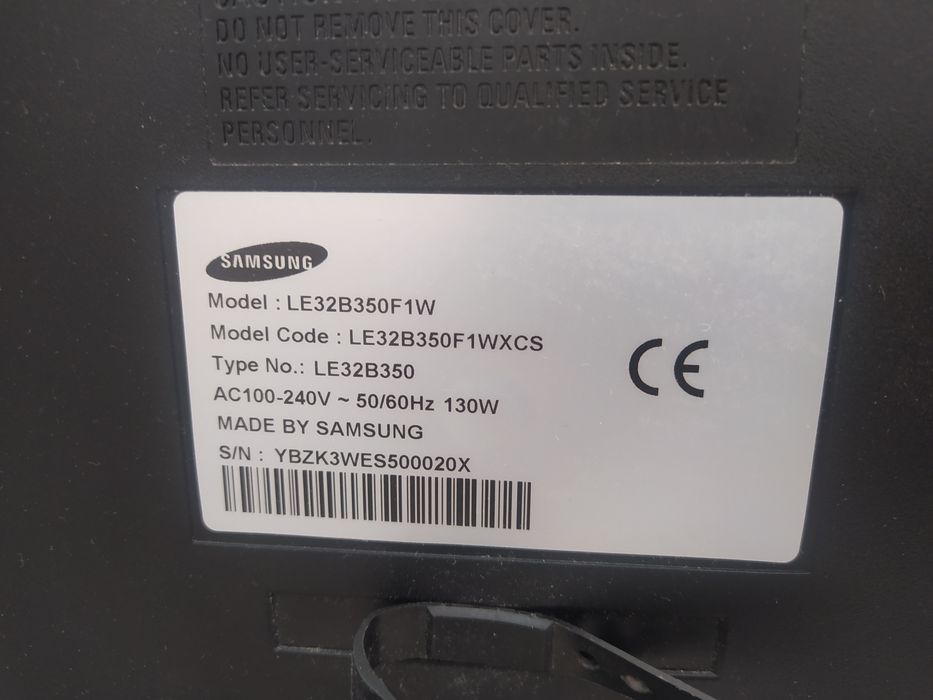 DO NOT REMOVE THIS COVER.
NO USER-SERVICEABLE PARTS INSIDE.
REFER SERVICING TO QUALIFIED SERVICE
PERSONNEL.
SAMSUNG
Model : LE32B350F1W
Model Code : LE32B350F1WXCS
Type No.: LE32B350
AC100-240V ~ 50/60Hz 130W
MADE BY SAMSUNG
S/N : YBZK3WES500020X
CE